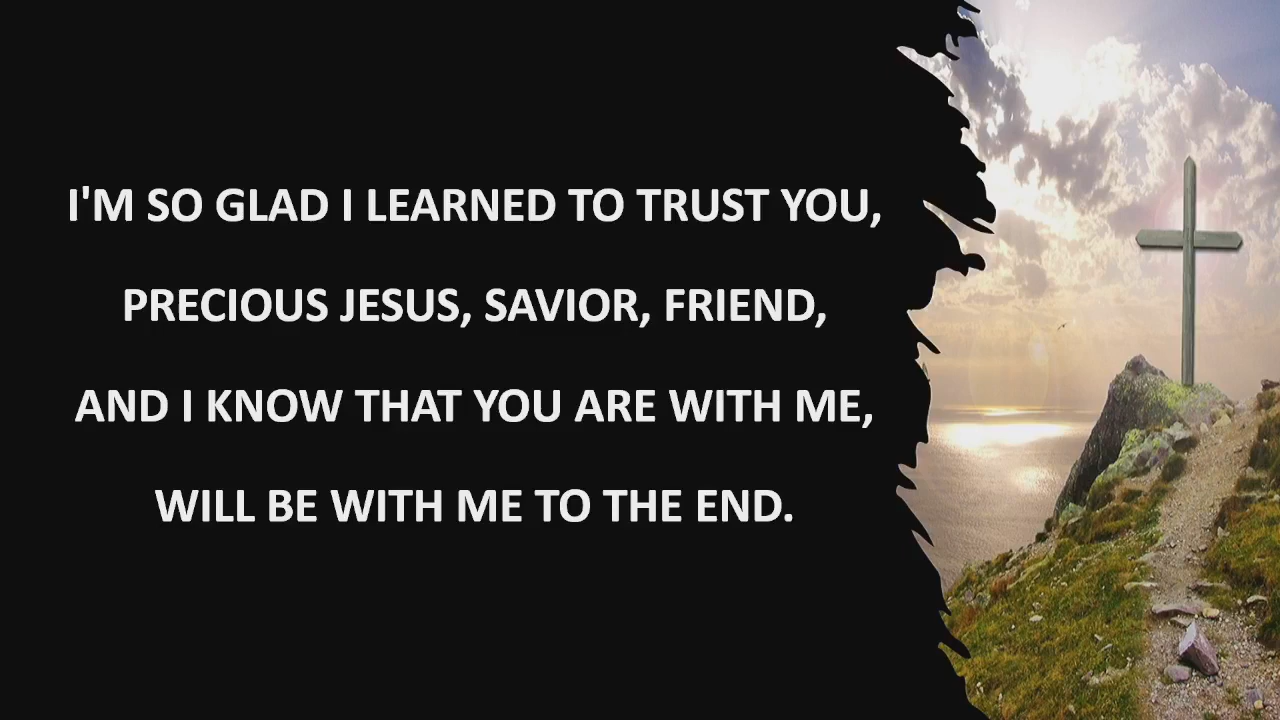 I'M SO GLAD I LEARNED TO TRUST YOU,
PRECIOUS JESUS, SAVIOR, FRIEND,
AND I KNOW THAT YOU ARE WITH ME,
WILL BE WITH ME TO THE END.